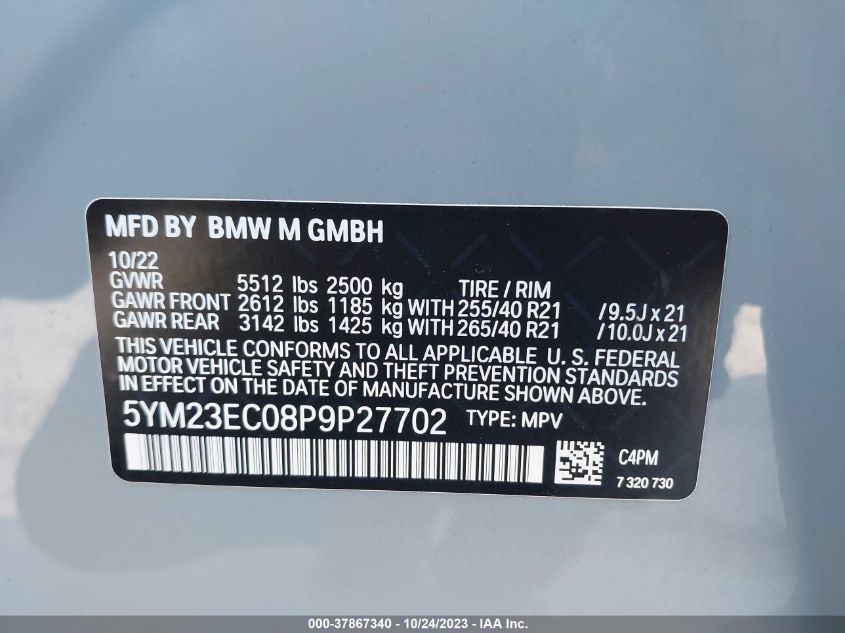 MFD BY BMW M GMBH
10/22
GVWR 5512 lbs 2500 kg TIRE / RIM
GAWR FRONT 2612 lbs 1185 kg WITH 255/40 R21 / 9.5J x 21
GAWR REAR 3142 lbs 1425 kg WITH 265/40 R21 / 10.0J x 21
THIS VEHICLE CONFORMS TO ALL APPLICABLE U. S. FEDERAL
MOTOR VEHICLE SAFETY AND THEFT PREVENTION STANDARDS
IN EFFECT ON THE DATE OF MANUFACTURE SHOWN ABOVE.
5YM23EC08P9P27702 TYPE: MPV
C4PM
7 320 730
000-37867340 - 10/24/2023 - IAA Inc.